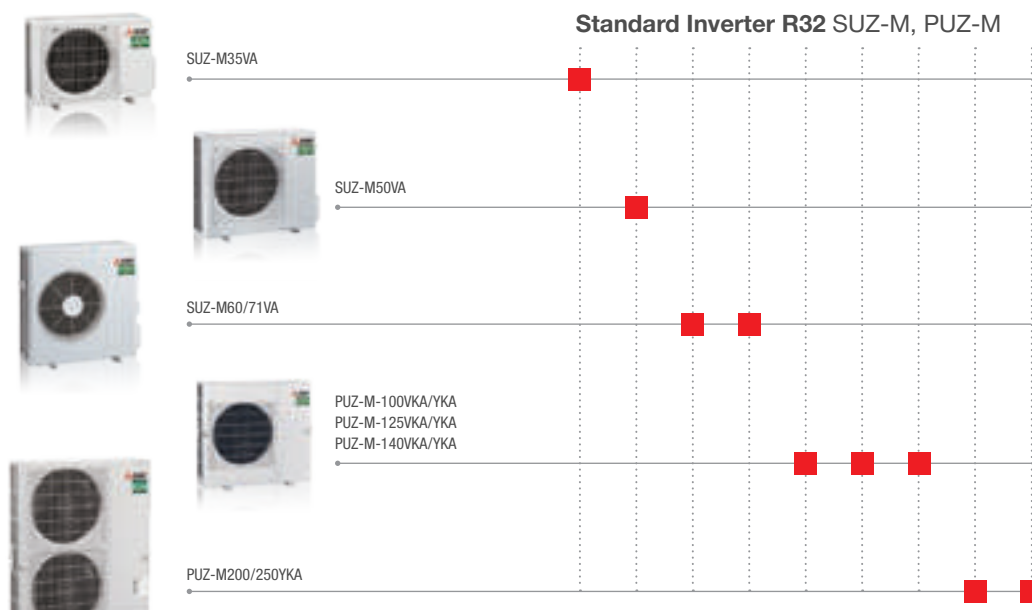 Standard Inverter R32 SUZ-M, PUZ-M
SUZ-M35VA
SUZ-M50VA
SUZ-M60/71VA
PUZ-M-100VKA/YKA
PUZ-M-125VKA/YKA
PUZ-M-140VKA/YKA
PUZ-M200/250YKA